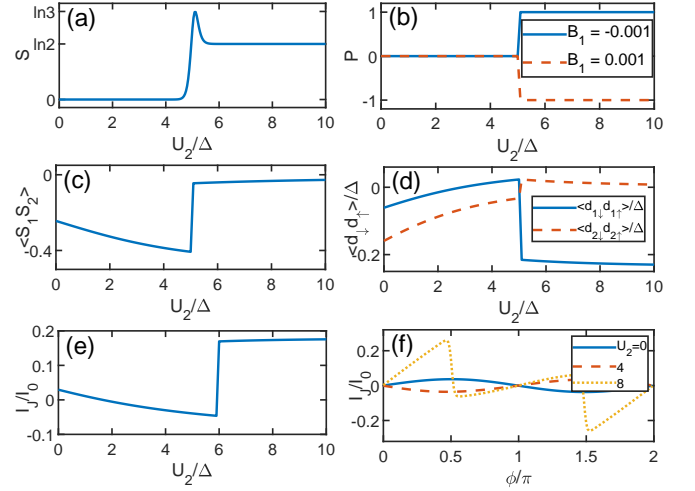 (a)
S
ln3
ln2
0
0 2 4 6 8 10
U2/Δ
(b)
P
1
0
-1
B1 = -0.001
B1 = 0.001
0 2 4 6 8 10
U2/Δ
(c)
<S1 S2>
0
-0.4
0 2 4 6 8 10
U2/Δ
(d)
<d→ d←>/Δ
0
0.2
<d1↓d1↑>/Δ
<d2↓d2↑>/Δ
0 2 4 6 8 10
U2/Δ
(e)
IJ/I0
0.2
0.1
0
-0.1
0 2 4 6 8 10
U2/Δ
(f)
IJ/I0
0.2
0
-0.2
U2=0
4
8
0 0.5 1 1.5 2
ϕ/π